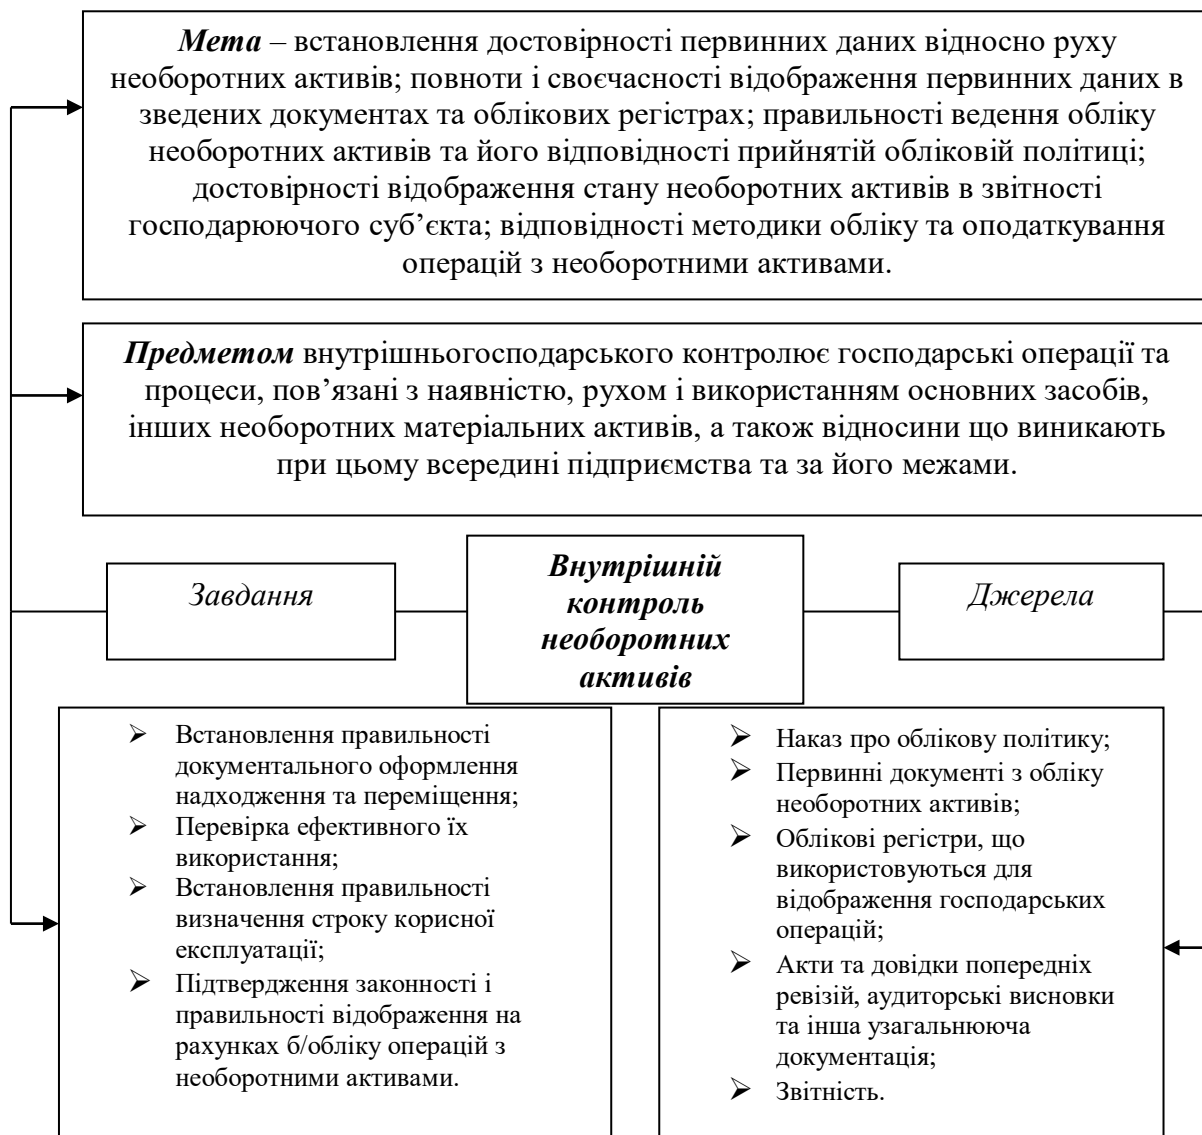 Мета – встановлення достовірності первинних даних відносно руху
необоротних активів; повноти і своєчасності відображення первинних даних в
зведених документах та облікових регістрах; правильності ведення обліку
необоротних активів та його відповідності прийнятій обліковій політиці;
достовірності відображення стану необоротних активів в звітності
господарюючого суб’єкта; відповідності методики обліку та оподаткування
операцій з необоротними активами.
Предметом внутрішньогосподарського контролює господарські операції та
процеси, пов’язані з наявністю, рухом і використанням основних засобів,
інших необоротних матеріальних активів, а також відносини що виникають
при цьому всередині підприємства та за його межами.
Завдання
Внутрішній
контроль
необоротних
активів
Джерела
➢ Встановлення правильності
документального оформлення
надходження та переміщення;
➢ Перевірка ефективного їх
використання;
➢ Встановлення правильності
визначення строку корисної
експлуатації;
➢ Підтвердження законності і
правильності відображення на
рахунках б/обліку операцій з
необоротними активами.
➢ Наказ про облікову політику;
➢ Первинні документі з обліку
необоротних активів;
➢ Облікові регістри, що
використовуються для
відображення господарських
операцій;
➢ Акти та довідки попередніх
ревізій, аудиторські висновки
та інша узагальнююча
документація;
➢ Звітність.